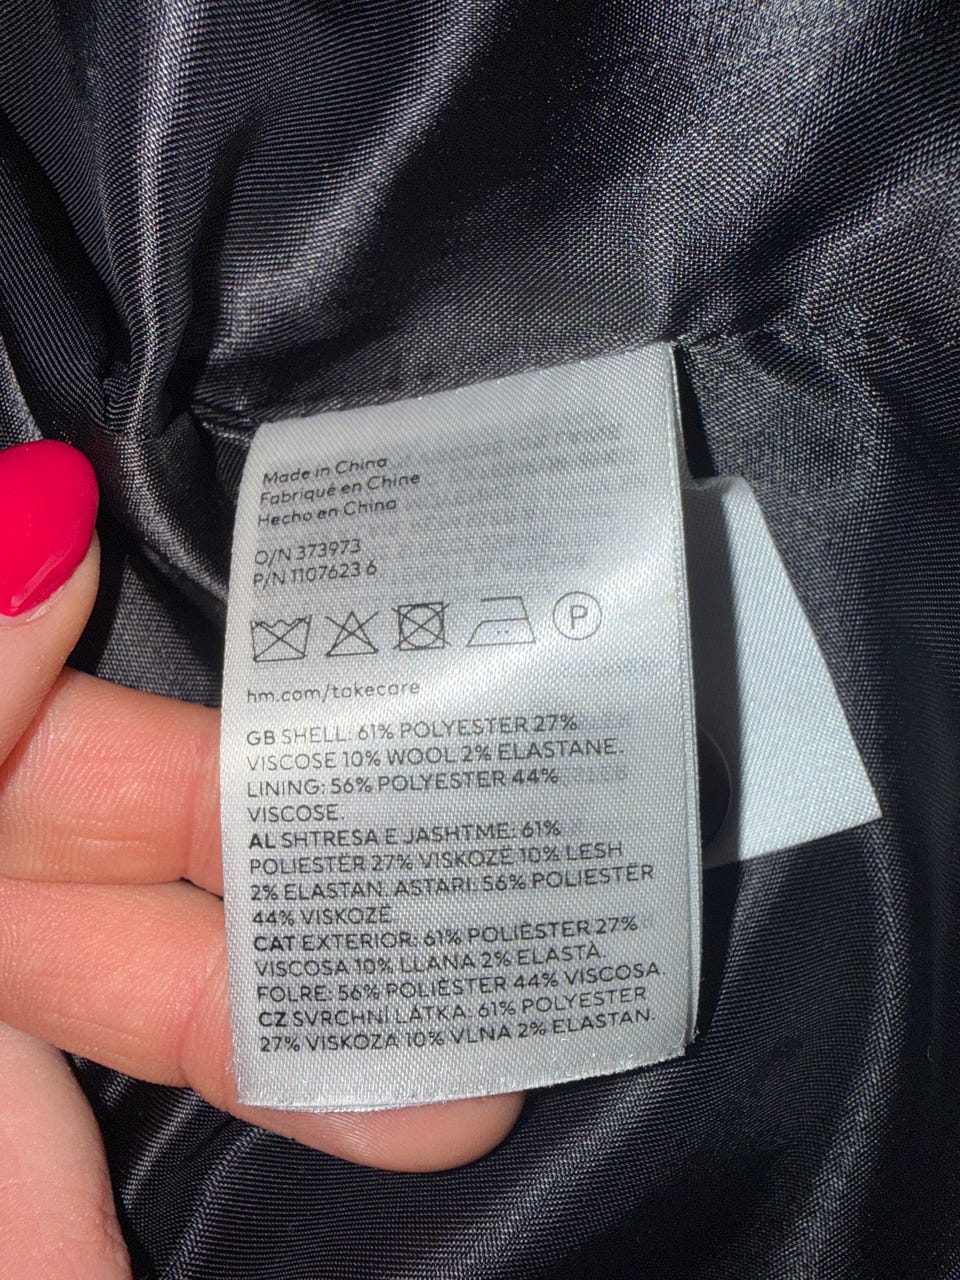 Made in China
Fabriqué en Chine
Hecho en China
O/N 373973
P/N 1107623 6
P
hm.com/takecare
GB SHELL: 61% POLYESTER 27%
VISCOSE 10% WOOL 2% ELASTANE.
LINING: 56% POLYESTER 44%
VISCOSE.
AL SHTRESA E JASHTME: 61%
POLIESTËR 27% VISKOZË 10% LESH
2% ELASTAN. ASTARI: 56% POLIESTËR
44% VISKOZË.
CAT EXTERIOR: 61% POLIÈSTER 27%
VISCOSA 10% LLANA 2% ELASTÀ.
FOLRE: 56% POLIÈSTER 44% VISCOSA.
CZ SVRCHNÍ LÁTKA: 61% POLYESTER
27% VISKOZA 10% VLNA 2% ELASTAN.